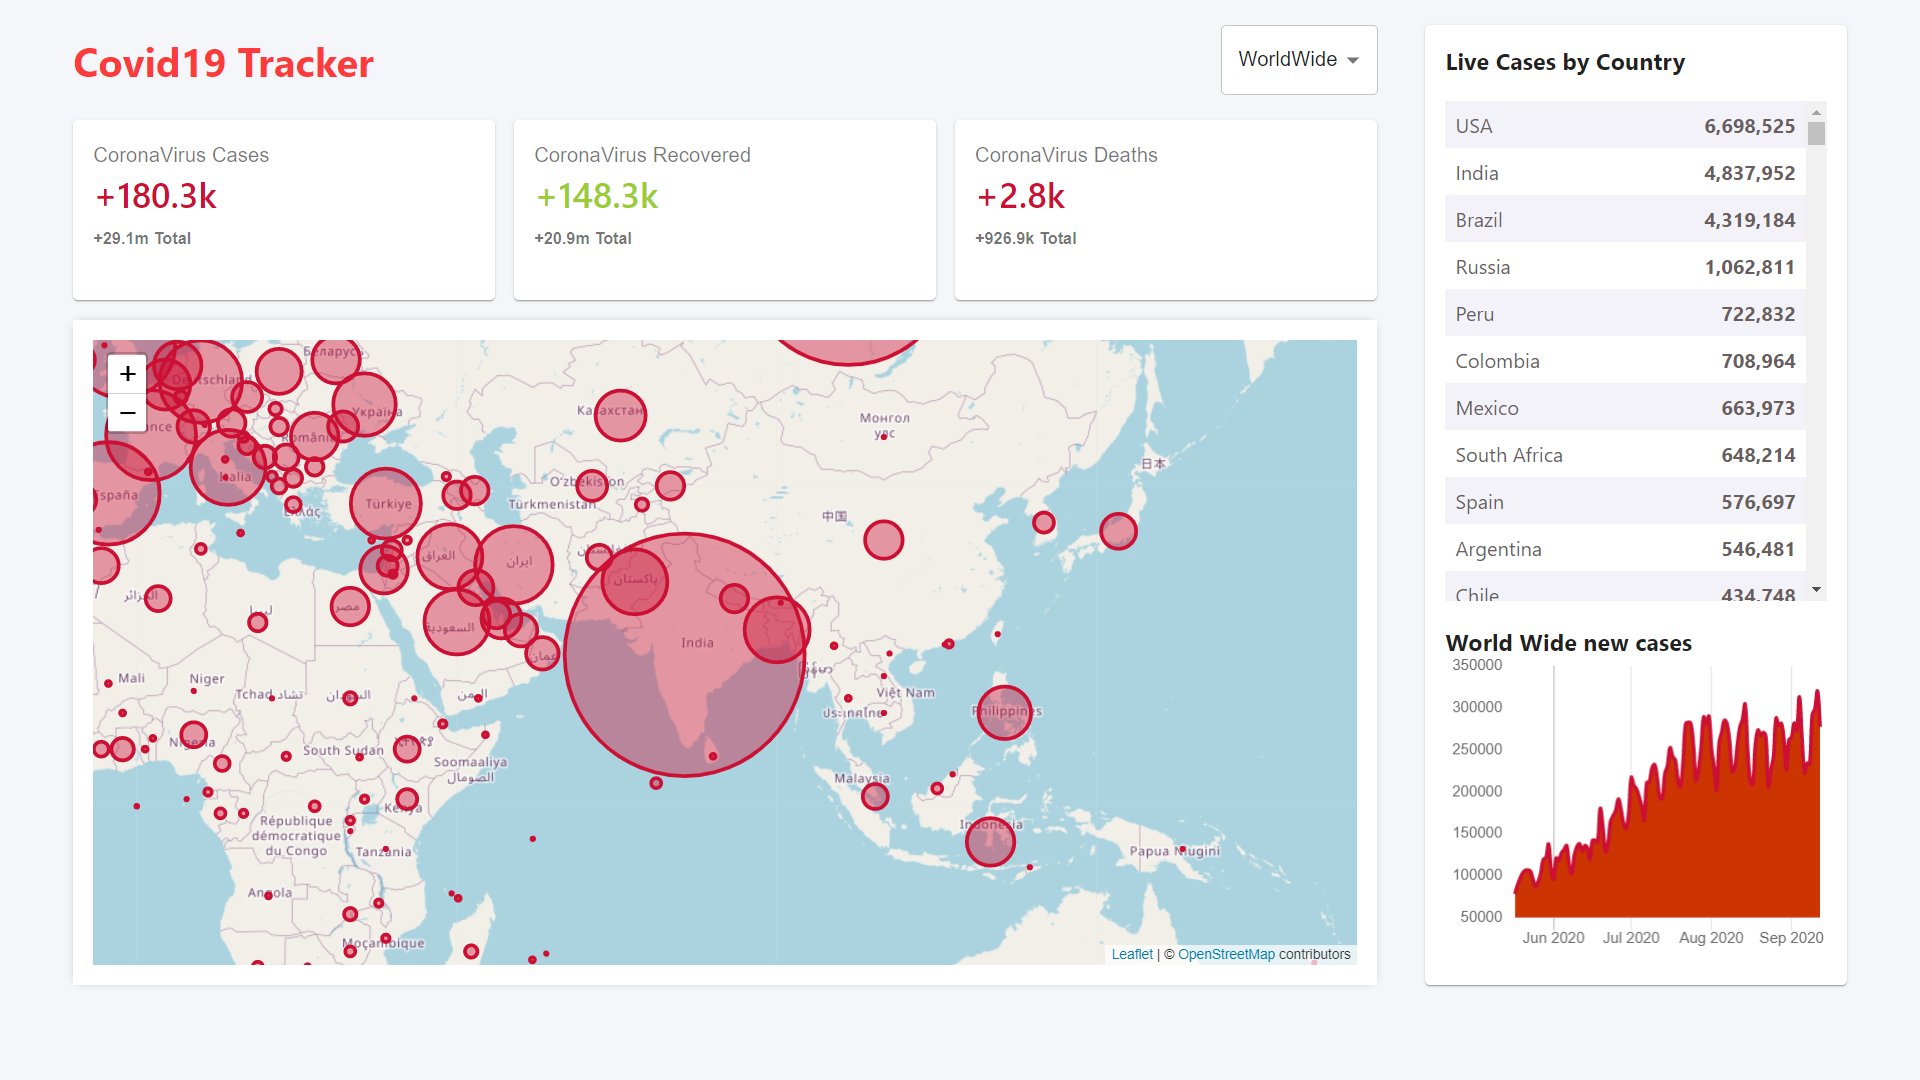 Covid19 Tracker
WorldWide
CoronaVirus Cases
+180.3k
+29.1m Total
CoronaVirus Recovered
+148.3k
+20.9m Total
CoronaVirus Deaths
+2.8k
+926.9k Total
+
−
Беларусь
Deutschland
Україна
România
Italia
España
Ελλάς
Türkiye
Казахстан
Монгол
улс
O'zbekiston
Türkmenistan
中国
日本
العراق
ایران
پاکستان
السعودية
عمان
مصر
ليبيا
الجزائر
India
Mali
Niger
Tchad تشاد
السودان
اليمن
Việt Nam
ประเทศไทย
Philippines
Nigeria
South Sudan
Soomaaliya
الصومال
Malaysia
Kenya
Indonesia
République
démocratique
du Congo
Tanzania
Papua Niugini
Angola
Moçambique
Leaflet | © OpenStreetMap contributors
Live Cases by Country
USA 6,698,525
India 4,837,952
Brazil 4,319,184
Russia 1,062,811
Peru 722,832
Colombia 708,964
Mexico 663,973
South Africa 648,214
Spain 576,697
Argentina 546,481
Chile 434,748
World Wide new cases
350000
300000
250000
200000
150000
100000
50000
Jun 2020 Jul 2020 Aug 2020 Sep 2020